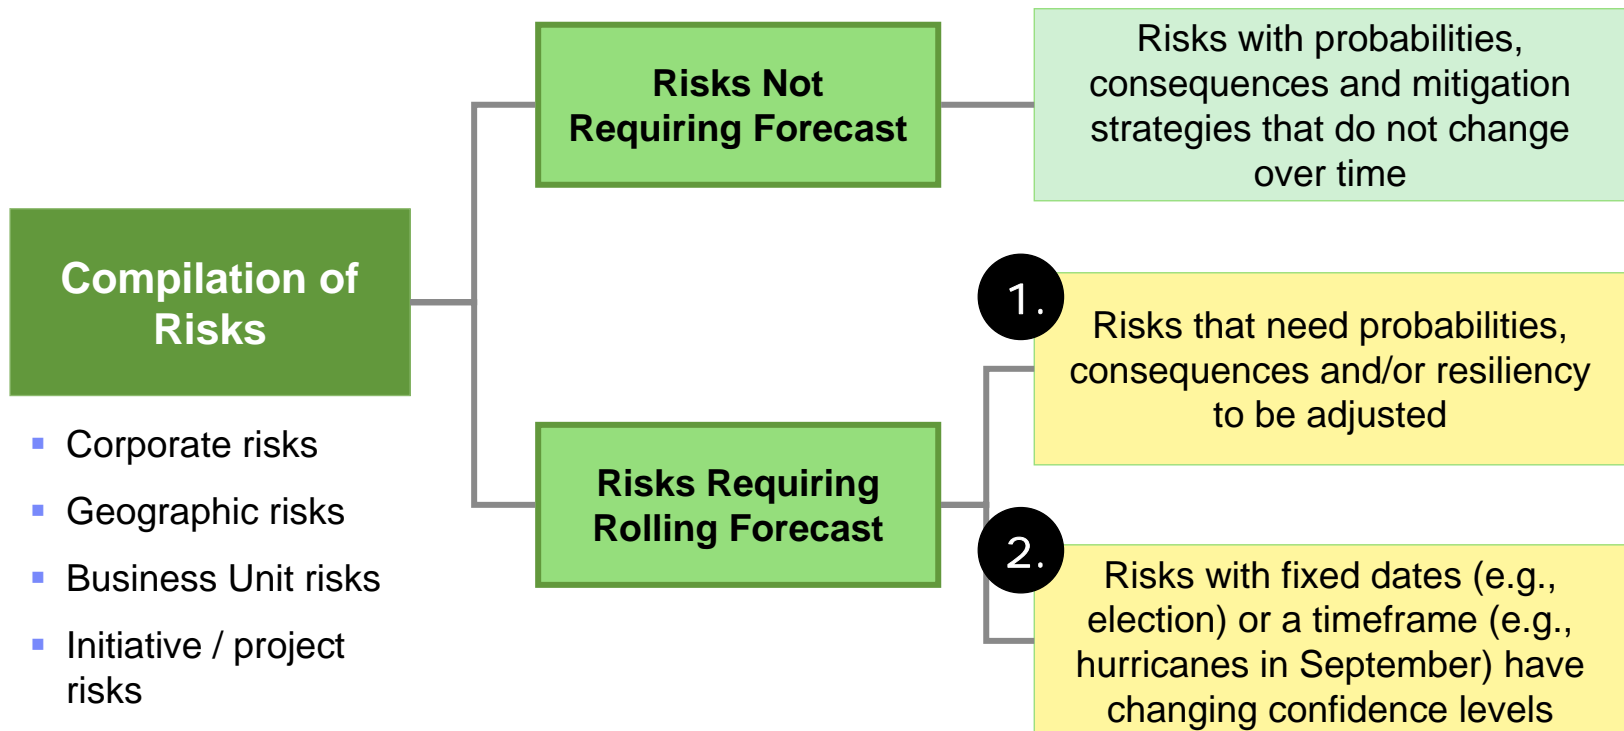 Compilation of
Risks
Corporate risks
Geographic risks
Business Unit risks
Initiative / project
risks
Risks Not
Requiring Forecast
Risks with probabilities,
consequences and mitigation
strategies that do not change
over time
Risks Requiring
Rolling Forecast
1.
Risks that need probabilities,
consequences and/or resiliency
to be adjusted
2.
Risks with fixed dates (e.g.,
election) or a timeframe (e.g.,
hurricanes in September) have
changing confidence levels